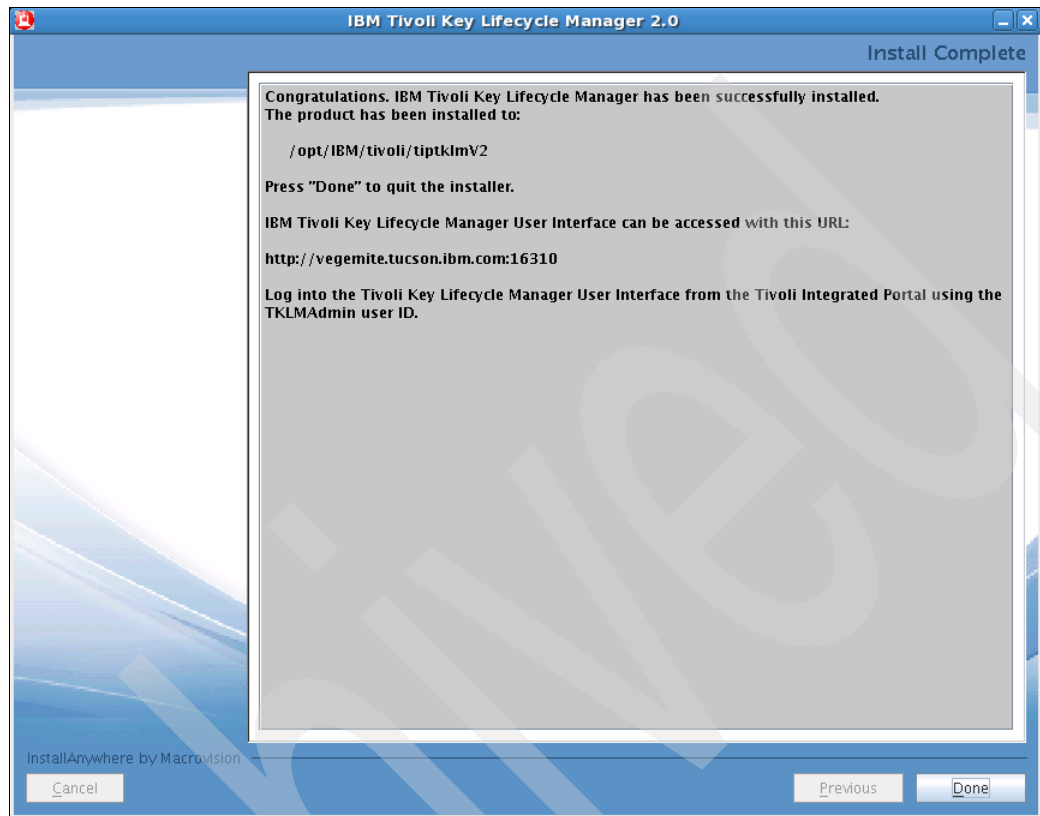 IBM Tivoli Key Lifecycle Manager 2.0
Install Complete
Congratulations. IBM Tivoli Key Lifecycle Manager has been successfully installed.
The product has been installed to:
/opt/IBM/tivoli/tiptklmV2
Press "Done" to quit the installer.
IBM Tivoli Key Lifecycle Manager User Interface can be accessed with this URL:
http://vegemite.tucson.ibm.com:16310
Log into the Tivoli Key Lifecycle Manager User Interface from the Tivoli Integrated Portal using the
TKLMAdmin user ID.
InstallAnywhere by Macrovision
Cancel
Previous
Done